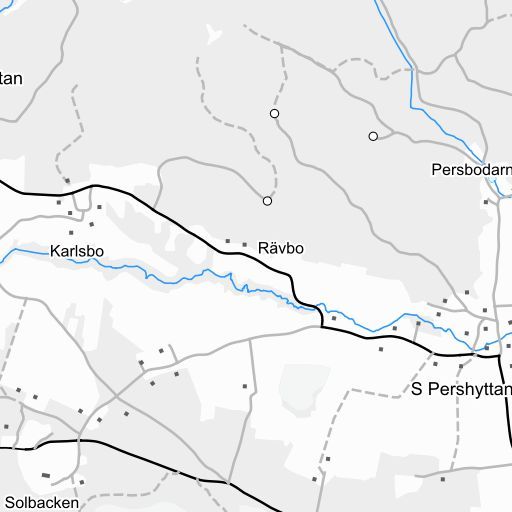 tan
Persbodarn
Rävbo
Karlsbo
S Pershyttan
Solbacken